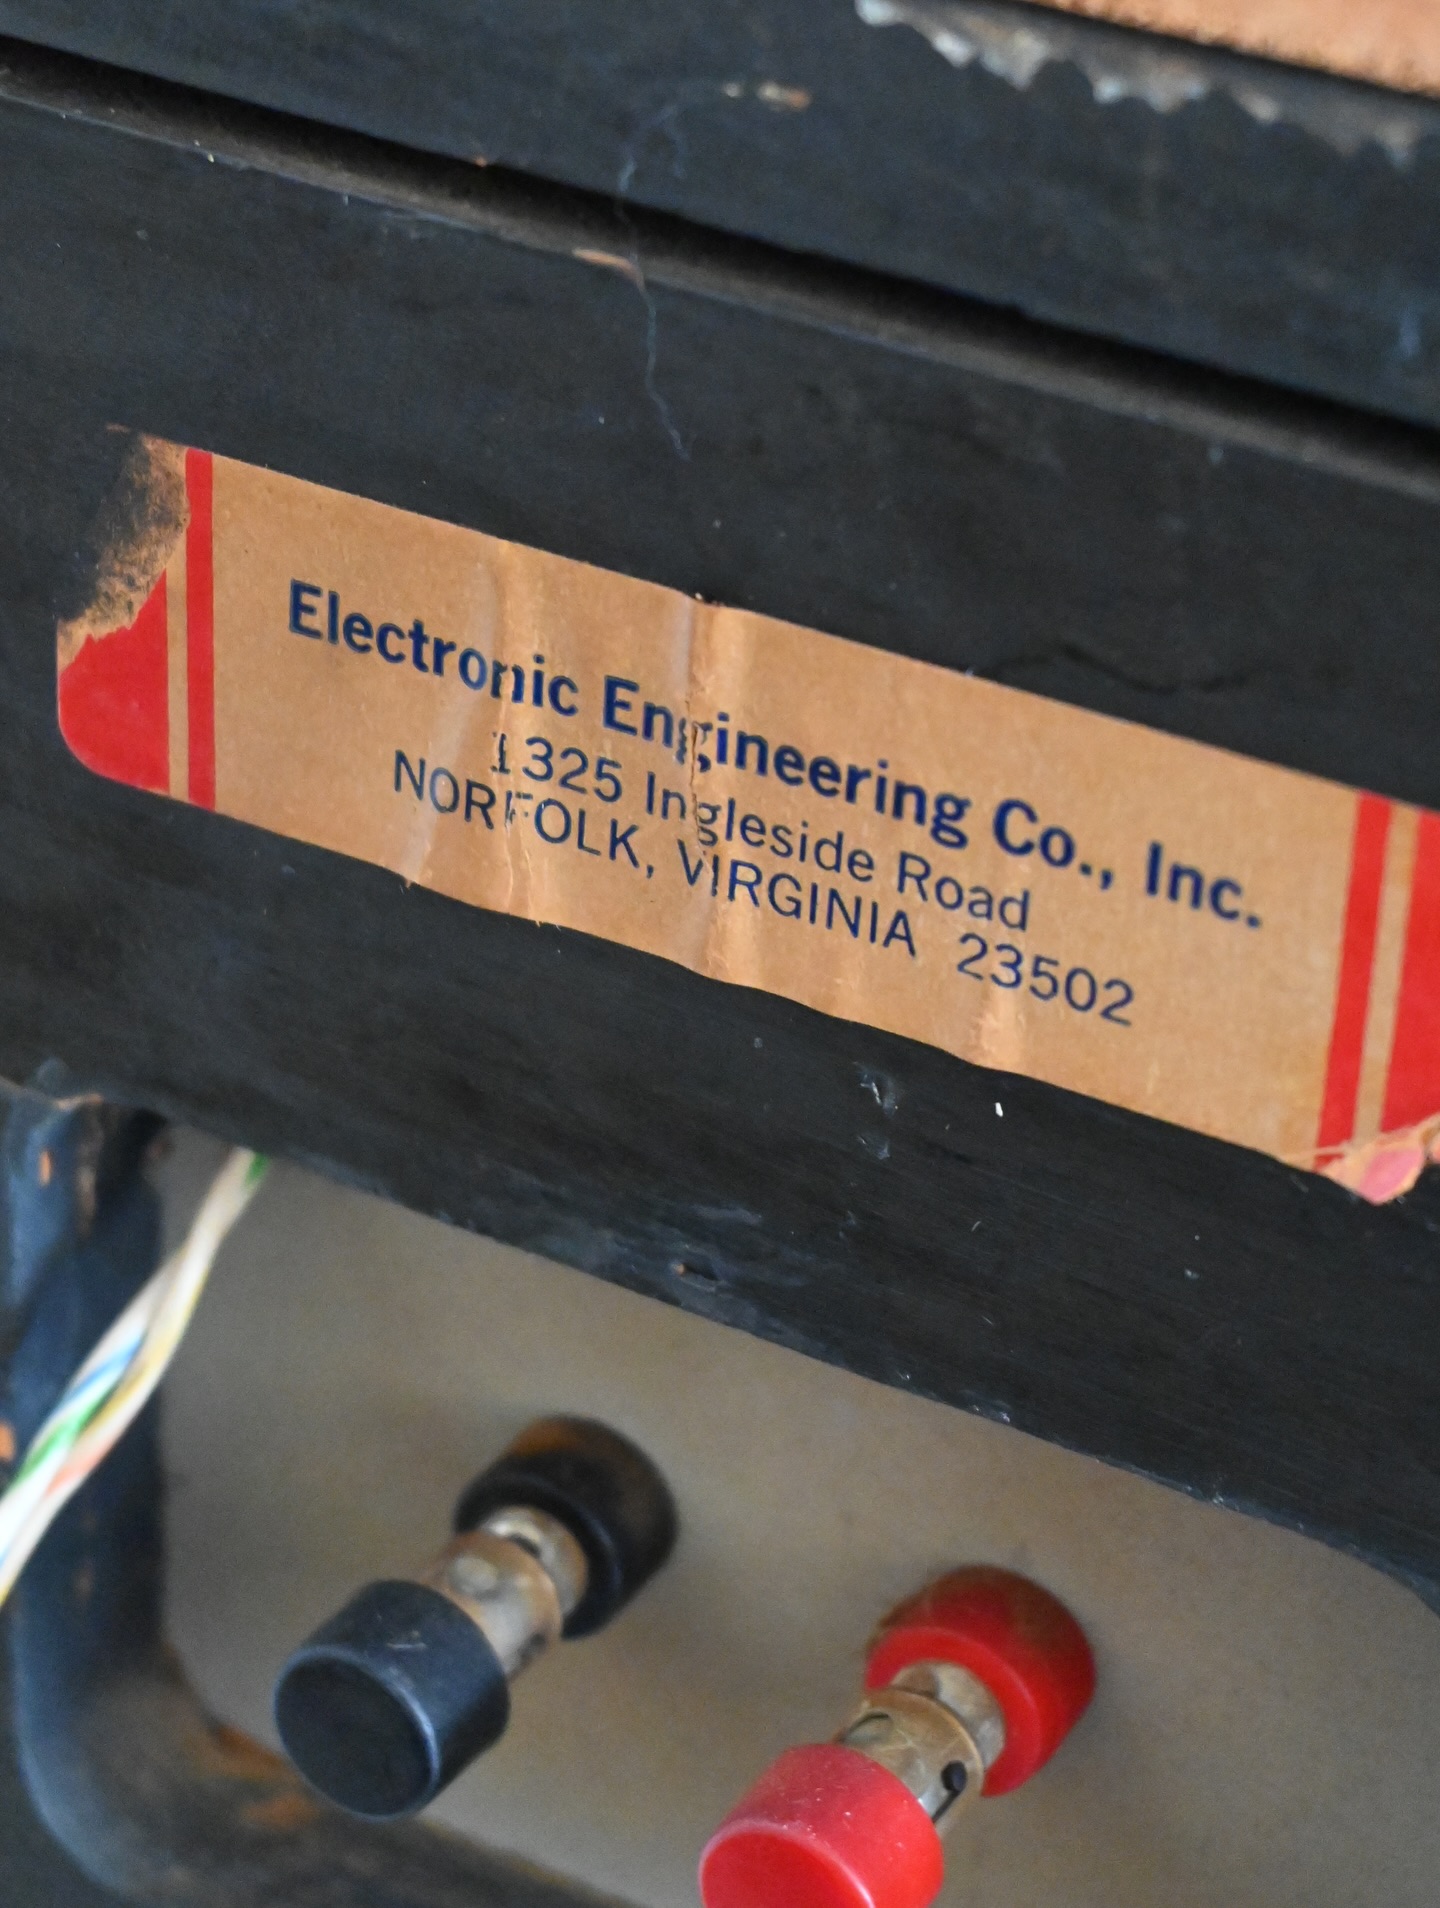 Electronic Engineering Co., Inc.
1325 Ingleside Road
NORFOLK, VIRGINIA 23502